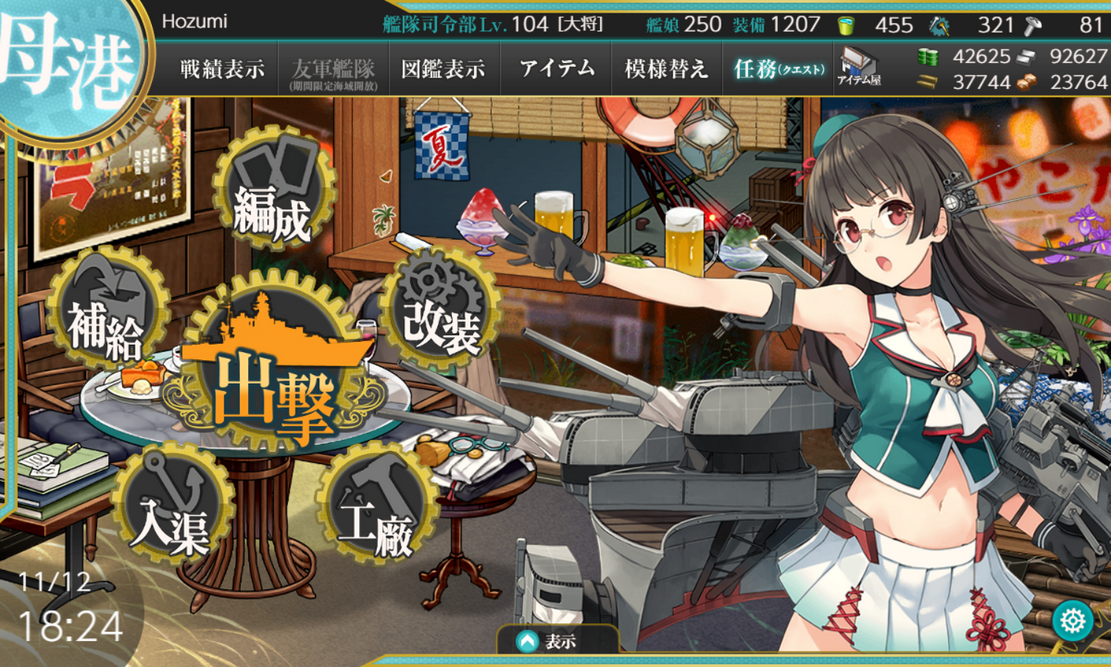 母港
Hozumi
艦隊司令部Lv. 104 [大将]
艦娘 250 装備 1207
455
321
81
戦績表示
友軍艦隊
(期間限定海域開放)
図鑑表示
アイテム
模様替え
任務(クエスト)
アイテム屋
42625
92627
37744
23764
夏
やこ
ラ
編成
補給
改装
出撃
入渠
工廠
11/12
18:24
表示